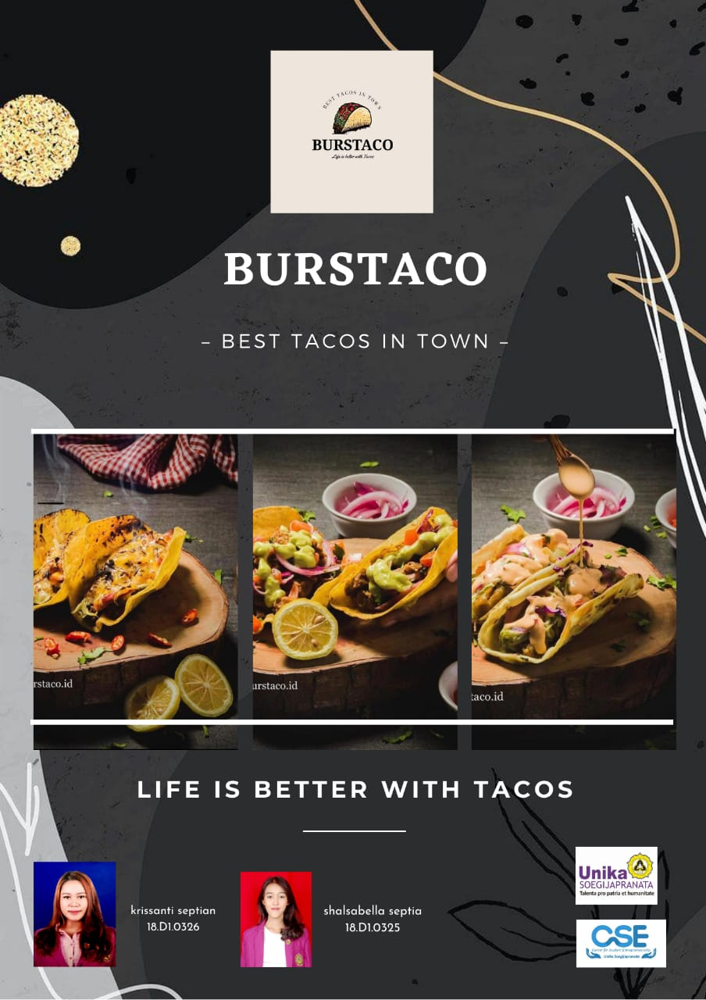 BEST TACOS IN TOWN
BURSTACO
Life is better with Tacos
BURSTACO
– BEST TACOS IN TOWN –
rstaco.id
urstaco.id
taco.id
LIFE IS BETTER WITH TACOS
krissanti septian
18.D1.0326
shalsabella septia
18.D1.0325
Unika
SOEGIJAPRANATA
Talenta pro patria et humanitate
CSE
Center for Student Entrepreneurship
Unika Soegijapranata